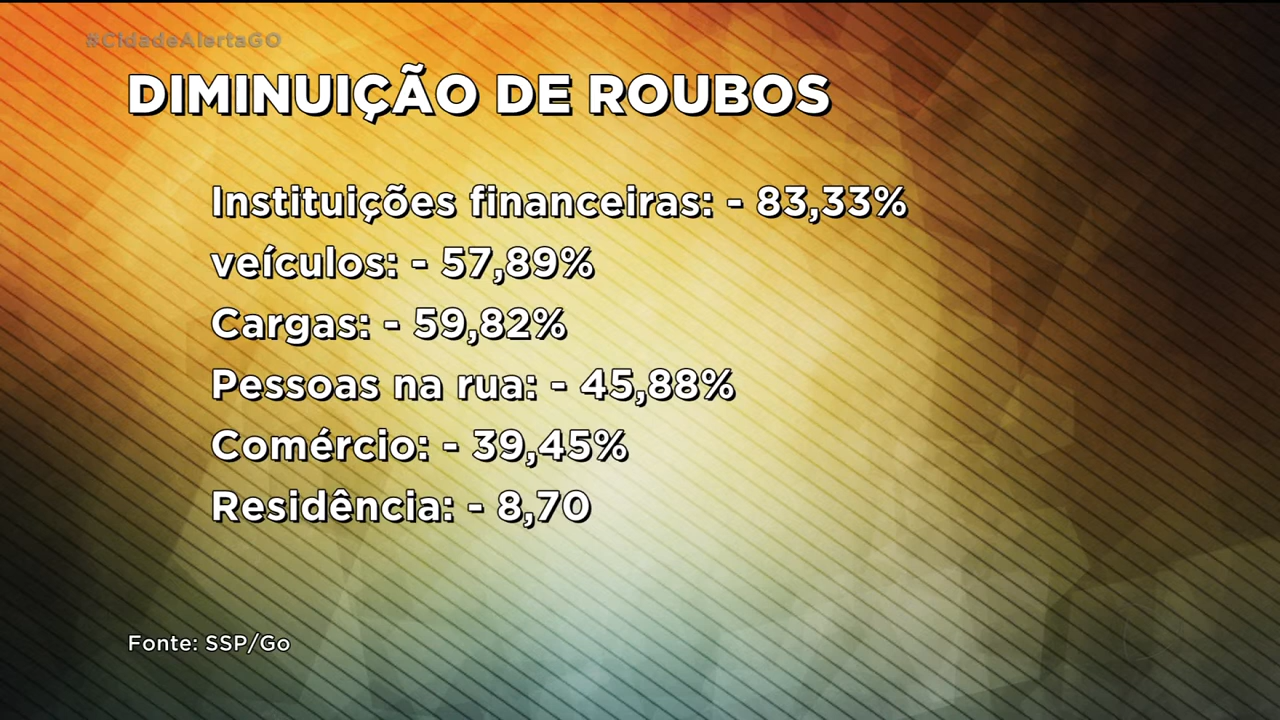 #CidadeAlertaGO
DIMINUIÇÃO DE ROUBOS
Instituições financeiras: - 83,33%
veículos: - 57,89%
Cargas: - 59,82%
Pessoas na rua: - 45,88%
Comércio: - 39,45%
Residência: - 8,70
Fonte: SSP/Go